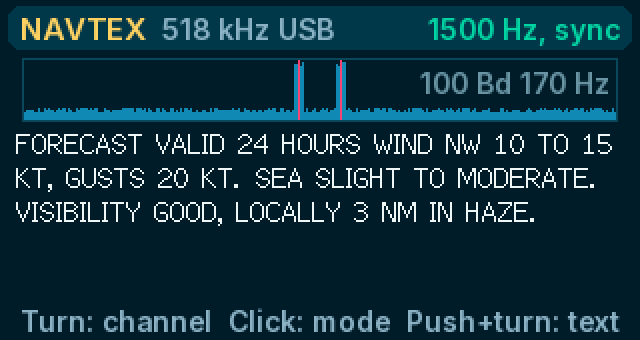 NAVTEX 518 kHz USB 1500 Hz, sync
100 Bd 170 Hz
FORECAST VALID 24 HOURS WIND NW 10 TO 15
KT, GUSTS 20 KT. SEA SLIGHT TO MODERATE.
VISIBILITY GOOD, LOCALLY 3 NM IN HAZE.
Turn: channel Click: mode Push+turn: text